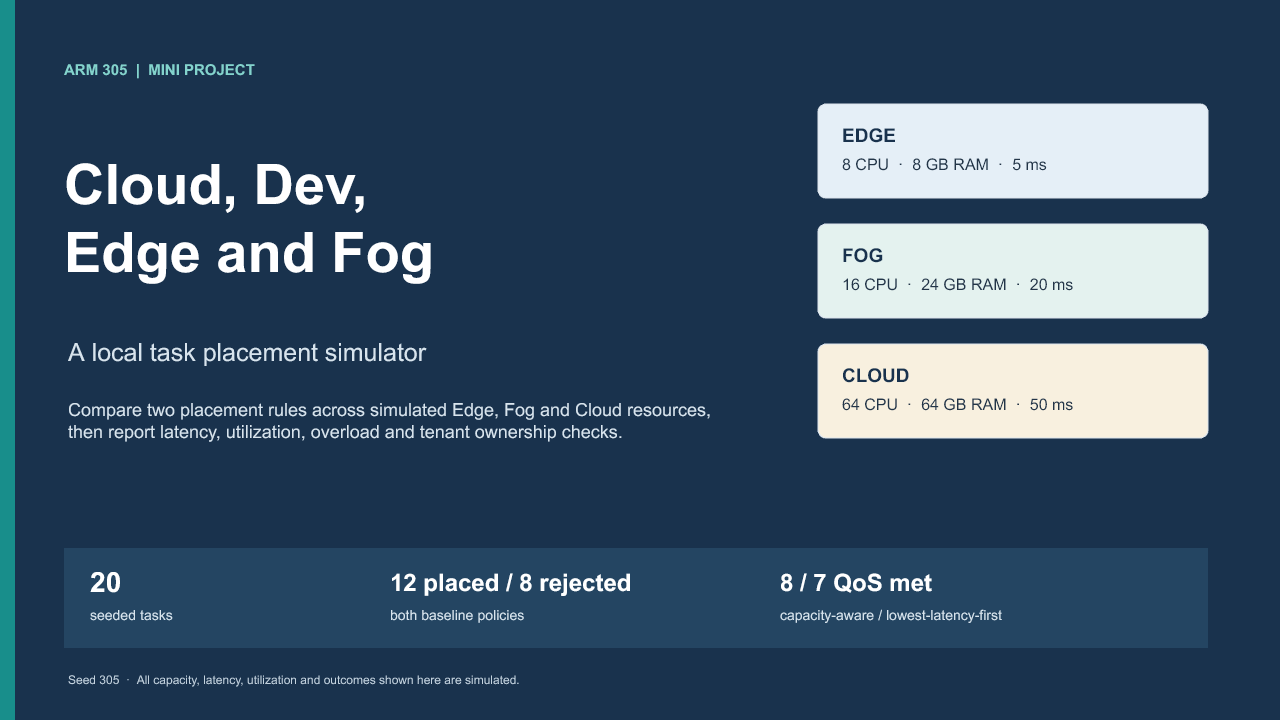 ARM 305 | MINI PROJECT
Cloud, Dev,
Edge and Fog
A local task placement simulator
Compare two placement rules across simulated Edge, Fog and Cloud resources,
then report latency, utilization, overload and tenant ownership checks.
EDGE
8 CPU · 8 GB RAM · 5 ms
FOG
16 CPU · 24 GB RAM · 20 ms
CLOUD
64 CPU · 64 GB RAM · 50 ms
20
seeded tasks
12 placed / 8 rejected
both baseline policies
8 / 7 QoS met
capacity-aware / lowest-latency-first
Seed 305 · All capacity, latency, utilization and outcomes shown here are simulated.